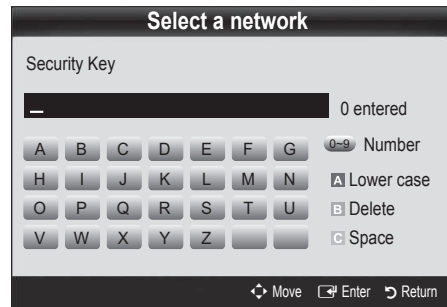 Select a network
Security Key
0 entered
A B C D E F G 0~9 Number
H I J K L M N A Lower case
O P Q R S T U B Delete
V W X Y Z C Space
Move Enter Return